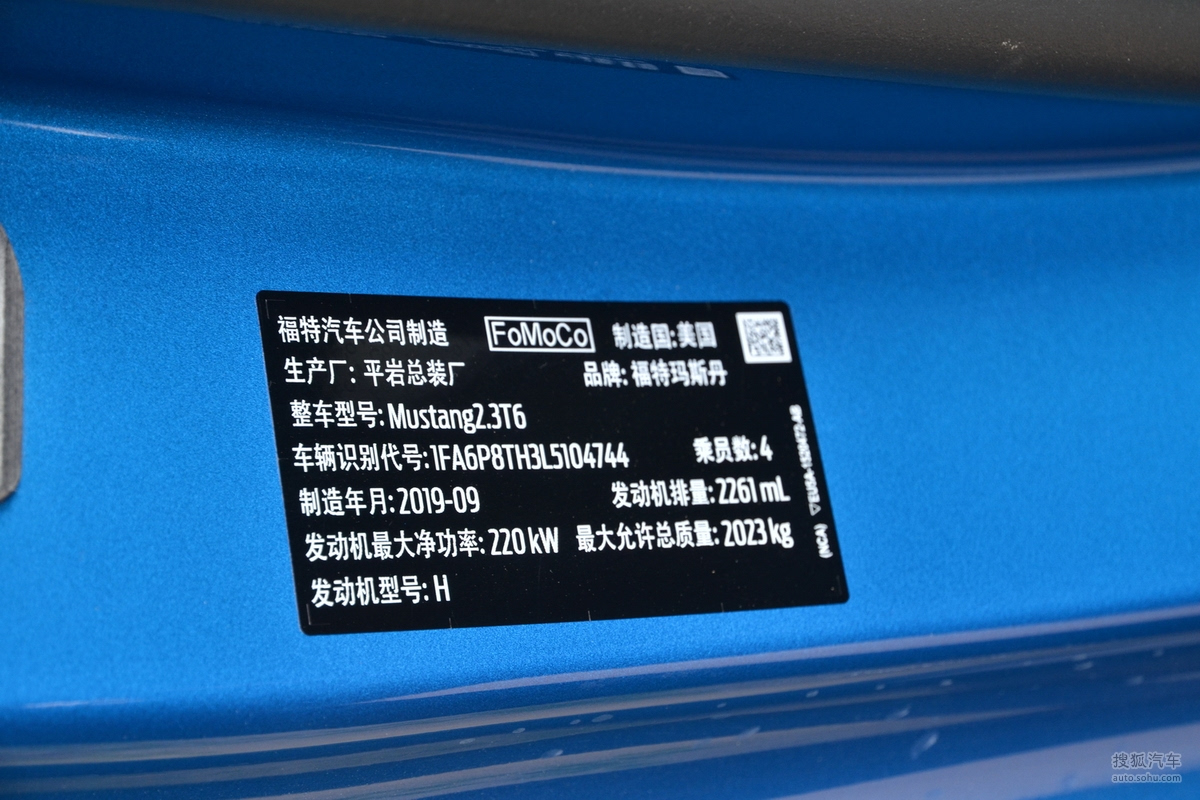 福特汽车公司制造 FoMoCo 制造国:美国
生产厂: 平岩总装厂 品牌: 福特玛斯丹
整车型号: Mustang2.3T6
车辆识别代号:1FA6P8TH3L5104744 乘员数: 4
制造年月: 2019-09 发动机排量: 2261 mL
发动机最大净功率: 220 kW 最大允许总质量: 2023 kg
发动机型号: H
(NCA)
搜狐汽车
auto.sohu.com